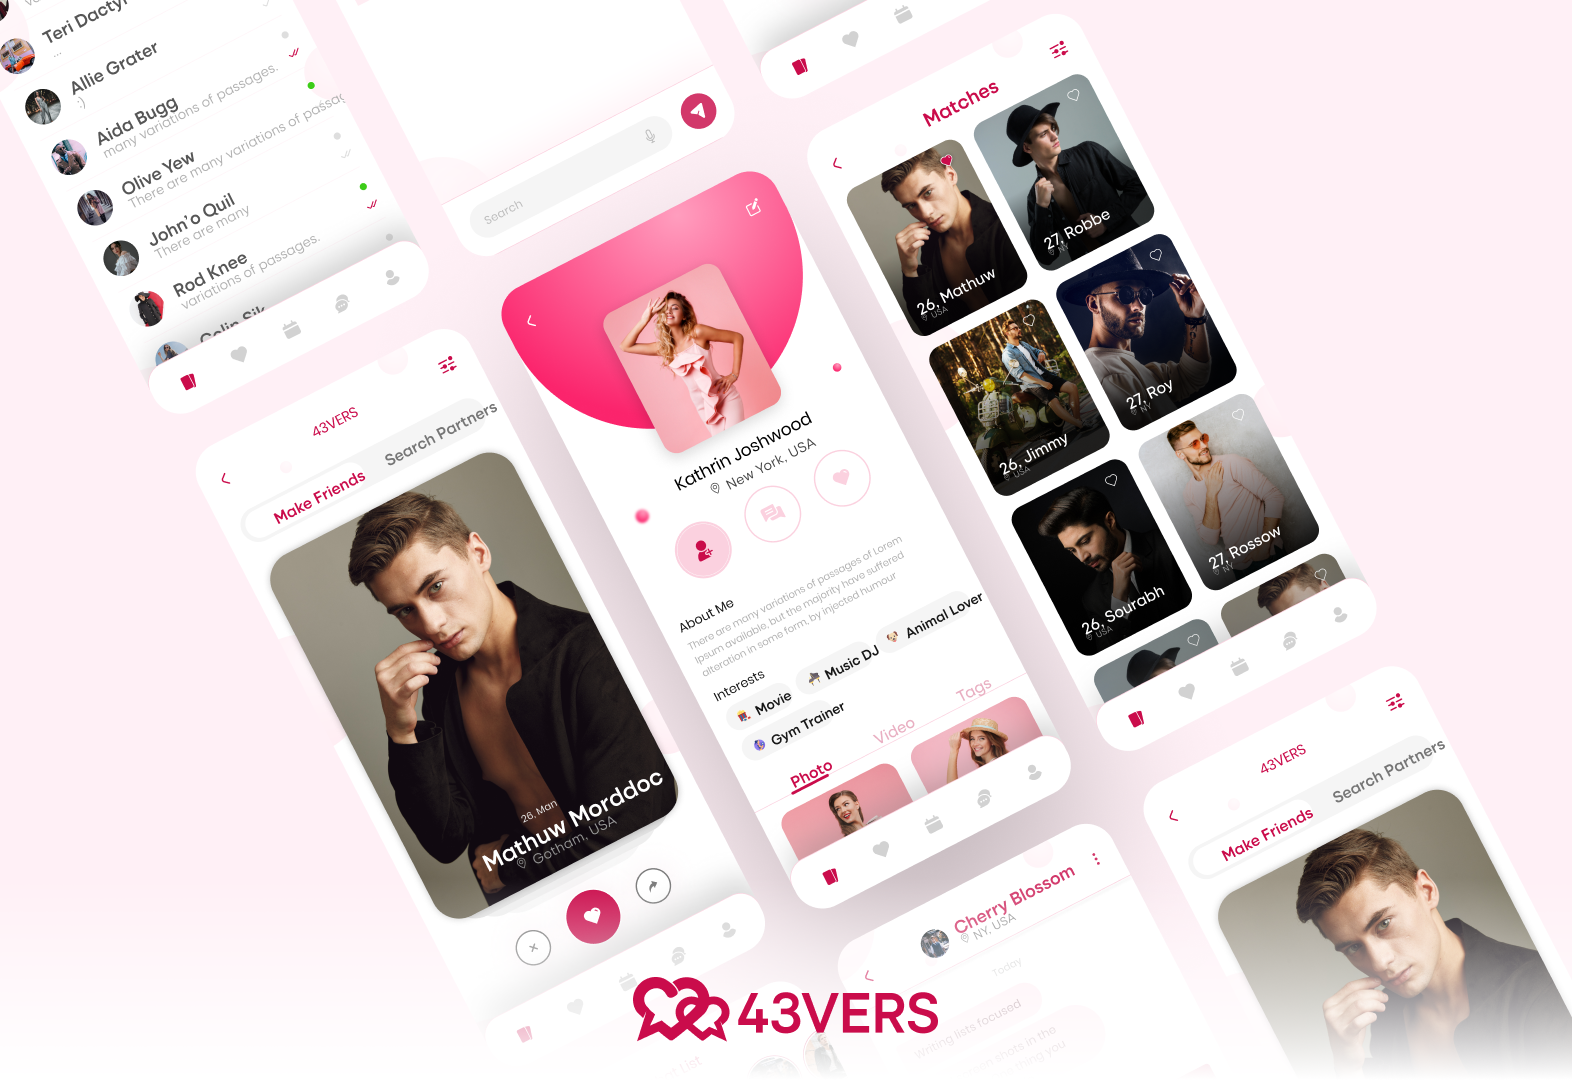 Teri Dactyl
...
Allie Grater
:)
Aida Bugg
many variations of passages.
Olive Yew
There are many variations of passag
John'o Quil
There are many
Rod Knee
variations of passages.
Colin Sik
Search
43VERS
Make Friends
Search Partners
26, Man
Mathuw Morddoc
Gotham, USA
Kathrin Joshwood
New York, USA
About Me
There are many variations of passages of Lorem
Ipsum available, but the majority have suffered
alteration in some form, by injected humour
Interests
Movie
Music DJ
Animal Lover
Gym Trainer
Photo
Video
Tags
Matches
26, Mathuw
USA
27, Robbe
NY
26, Jimmy
USA
27, Roy
NY
26, Sourabh
USA
27, Rossow
NY
Cherry Blossom
NY, USA
Today
Writing lists focused
shots in the
you
43VERS
Make Friends
Search Partners
List
43VERS